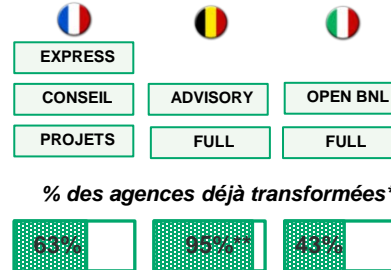 EXPRESS
CONSEIL ADVISORY OPEN BNL
PROJETS FULL FULL
% des agences déjà transformées*
63% 95%** 43%